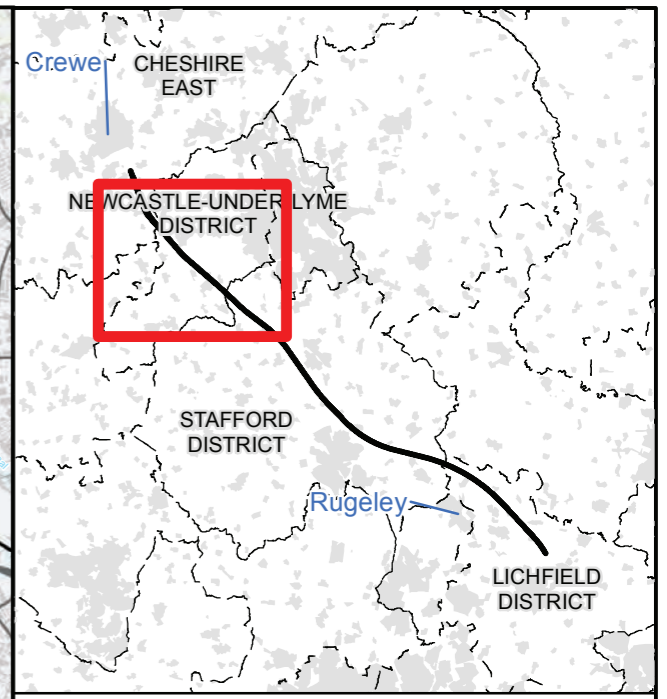 Crewe
CHESHIRE
EAST
NEWCASTLE-UNDER-LYME
DISTRICT
STAFFORD
DISTRICT
Rugeley
LICHFIELD
DISTRICT